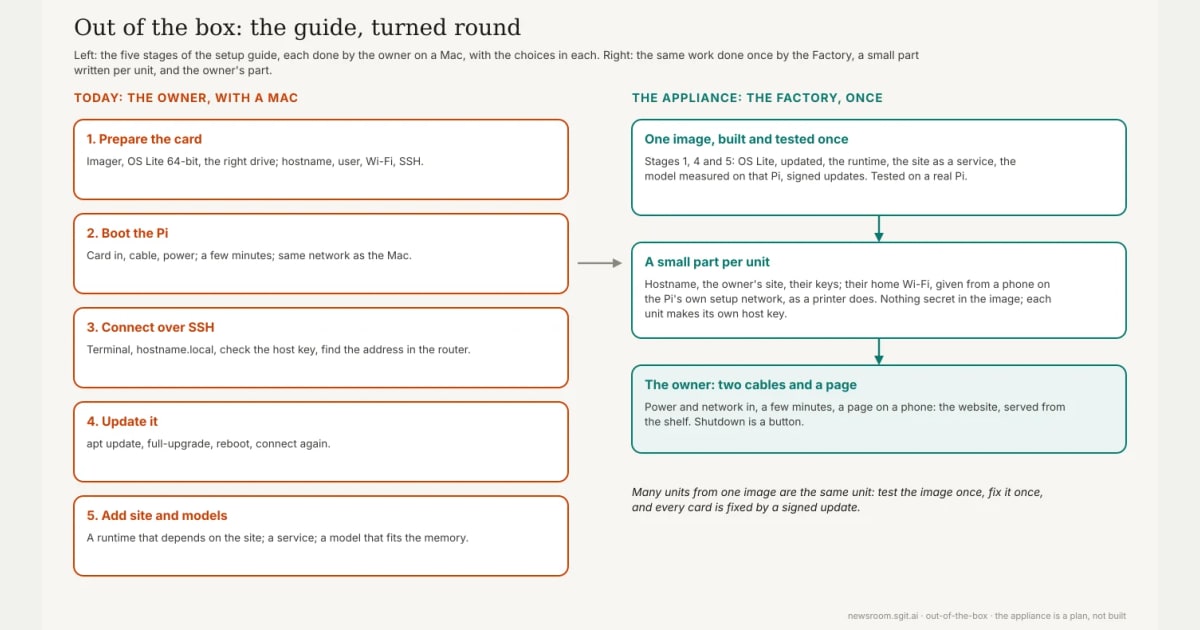 Out of the box: the guide, turned round
Left: the five stages of the setup guide, each done by the owner on a Mac, with the choices in each. Right: the same work done once by the Factory, a small part
written per unit, and the owner's part.
TODAY: THE OWNER, WITH A MAC
1. Prepare the card
Imager, OS Lite 64-bit, the right drive; hostname, user, Wi-Fi, SSH.
2. Boot the Pi
Card in, cable, power; a few minutes; same network as the Mac.
3. Connect over SSH
Terminal, hostname.local, check the host key, find the address in the router.
4. Update it
apt update, full-upgrade, reboot, connect again.
5. Add site and models
A runtime that depends on the site; a service; a model that fits the memory.
THE APPLIANCE: THE FACTORY, ONCE
One image, built and tested once
Stages 1, 4 and 5: OS Lite, updated, the runtime, the site as a service, the
model measured on that Pi, signed updates. Tested on a real Pi.
A small part per unit
Hostname, the owner's site, their keys; their home Wi-Fi, given from a phone on
the Pi's own setup network, as a printer does. Nothing secret in the image; each
unit makes its own host key.
The owner: two cables and a page
Power and network in, a few minutes, a page on a phone: the website, served from
the shelf. Shutdown is a button.
Many units from one image are the same unit: test the image once, fix it once,
and every card is fixed by a signed update.
newsroom.sgit.ai · out-of-the-box · the appliance is a plan, not built